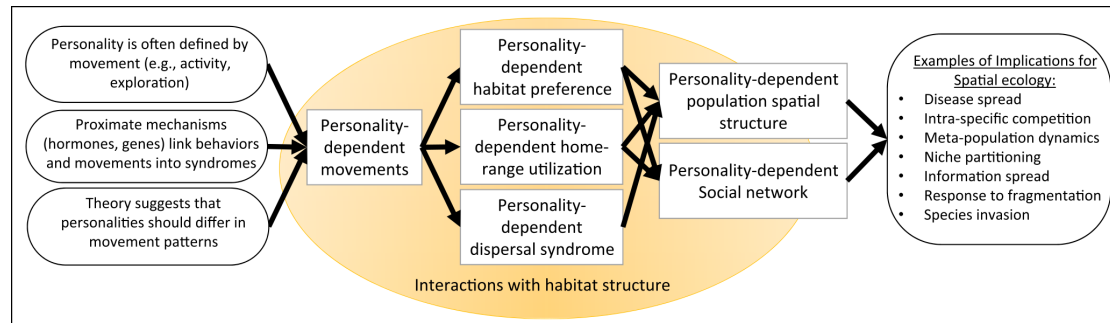 Personality is often defined by
movement (e.g., activity,
exploration)
Proximate mechanisms
(hormones, genes) link behaviors
and movements into syndromes
Theory suggests that
personalities should differ in
movement patterns
Personality-
dependent
movements
Personality-
dependent
habitat preference
Personality-
dependent home-
range utilization
Personality-
dependent
dispersal syndrome
Personality-dependent
population spatial
structure
Personality-dependent
Social network
Interactions with habitat structure
Examples of Implications for
Spatial ecology:
• Disease spread
• Intra-specific competition
• Meta-population dynamics
• Niche partitioning
• Information spread
• Response to fragmentation
• Species invasion